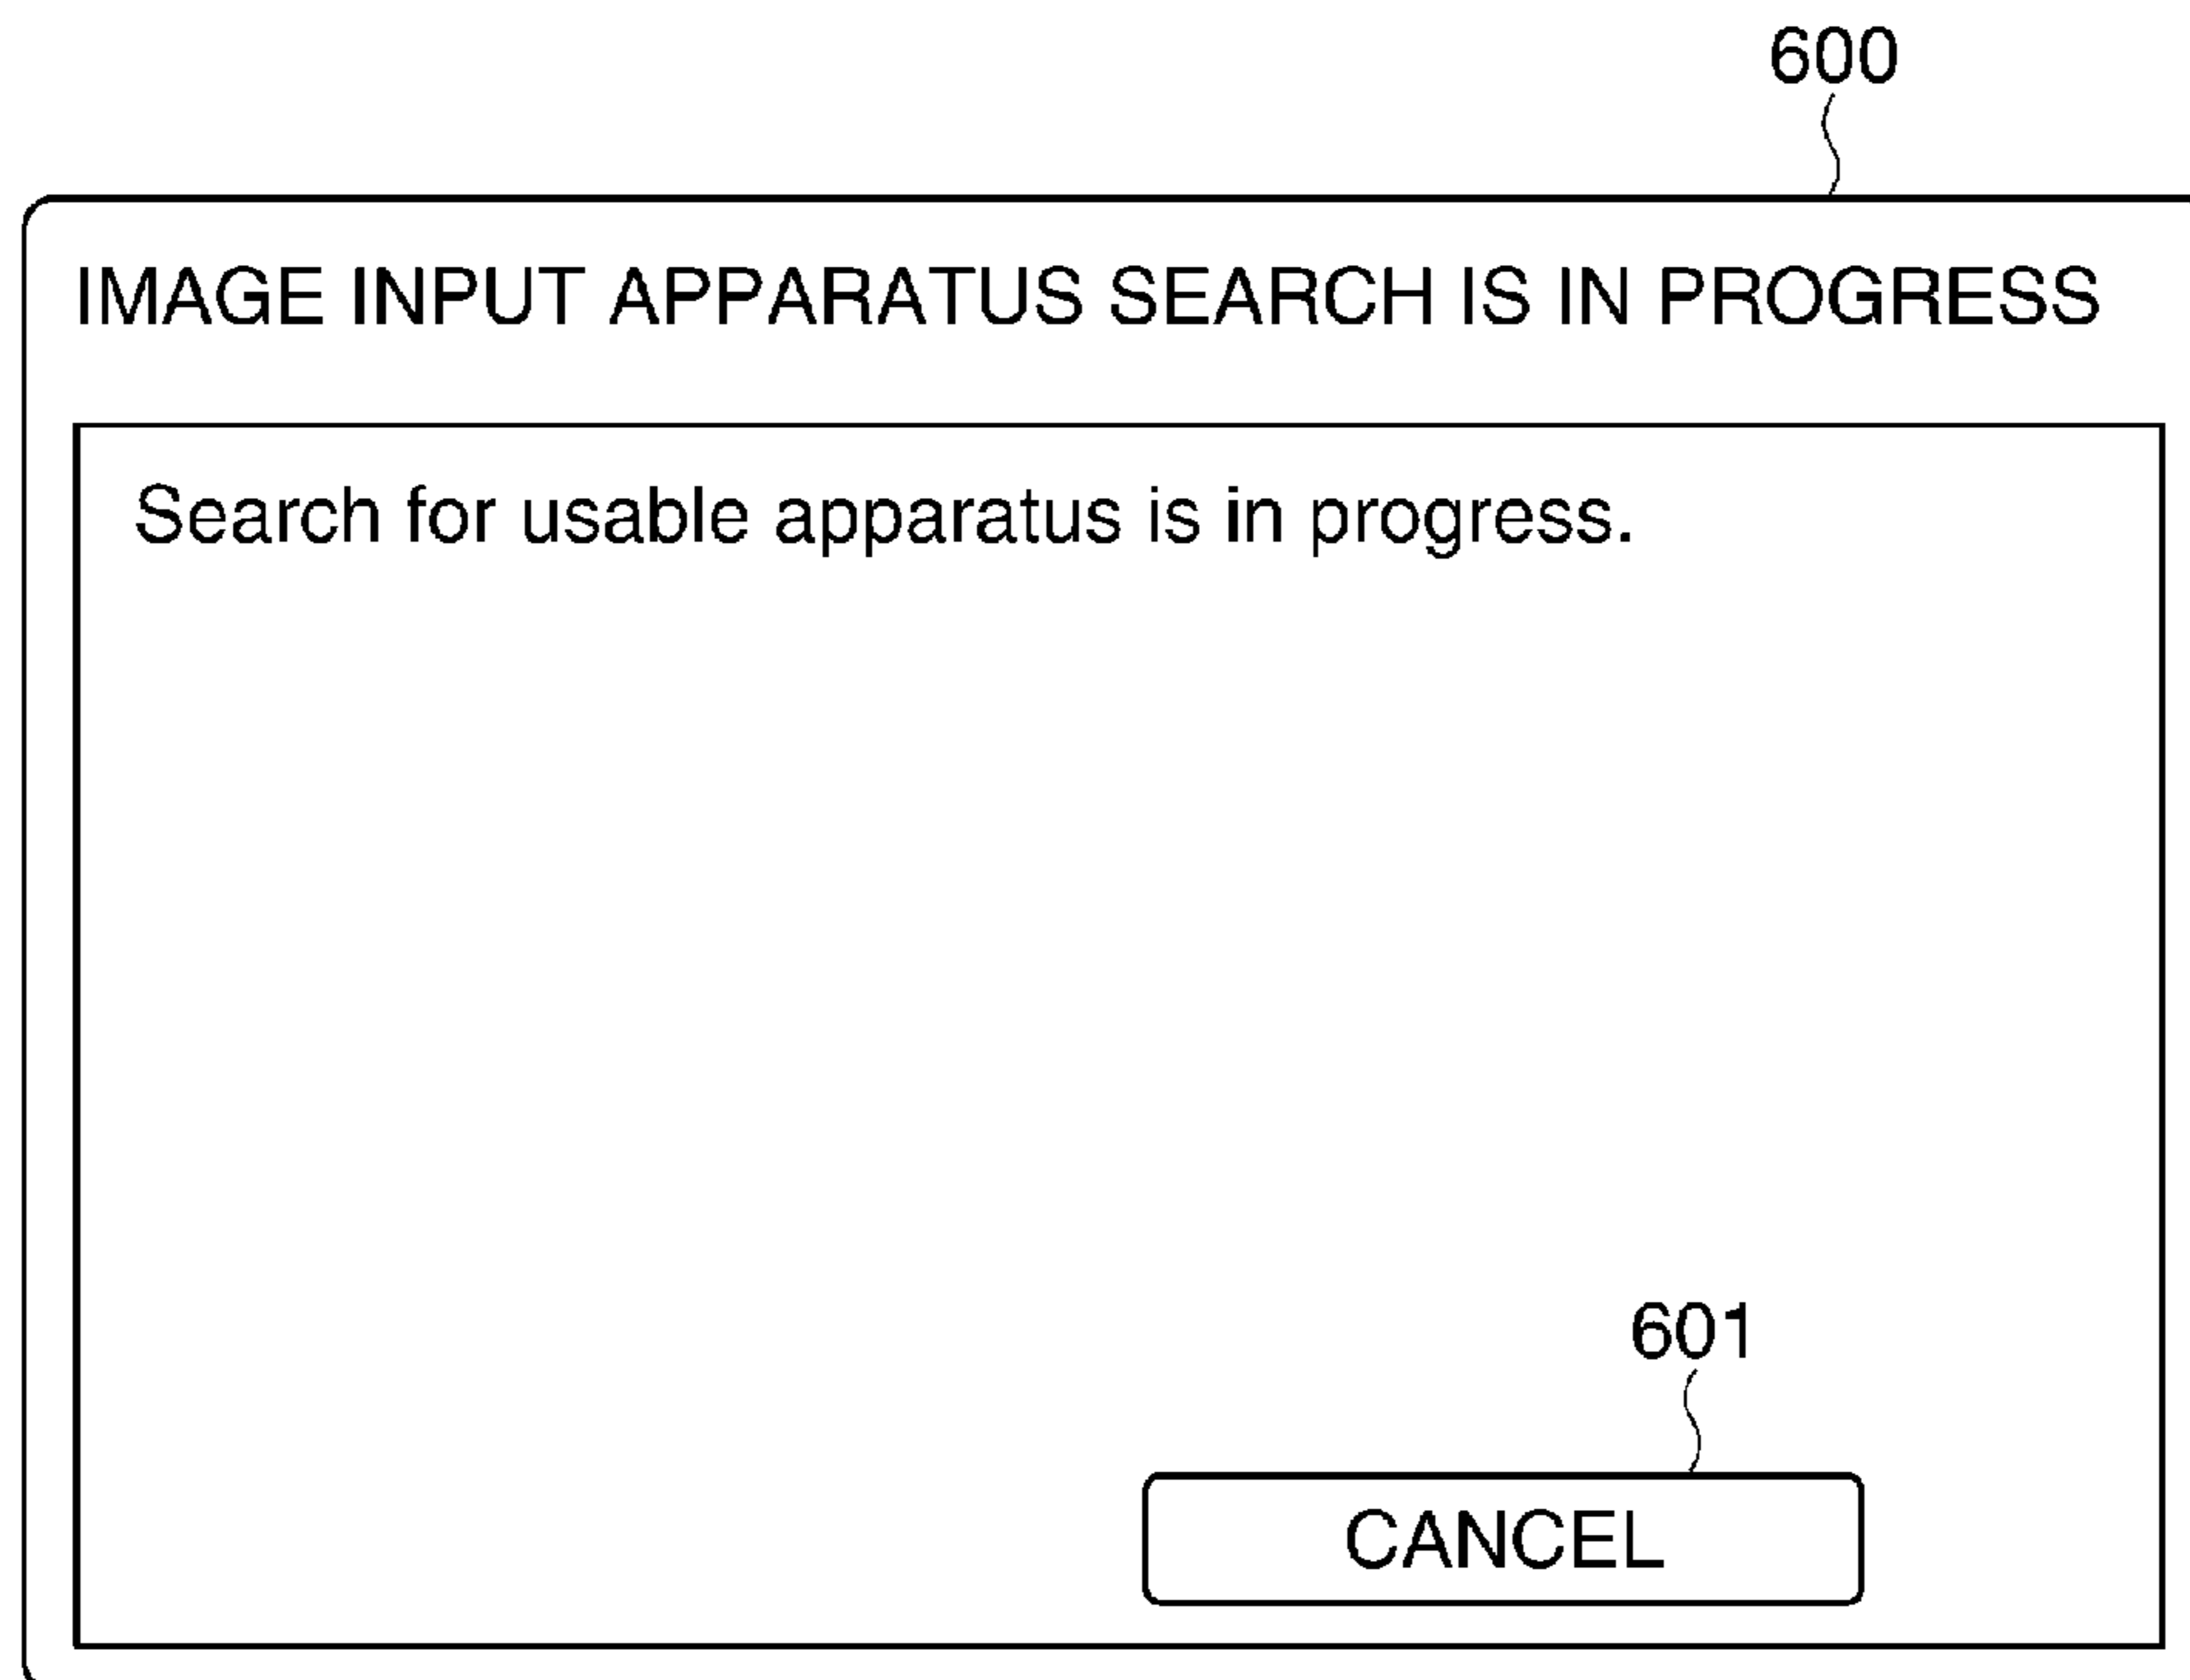 600
IMAGE INPUT APPARATUS SEARCH IS IN PROGRESS
Search for usable apparatus is in progress.
601
CANCEL